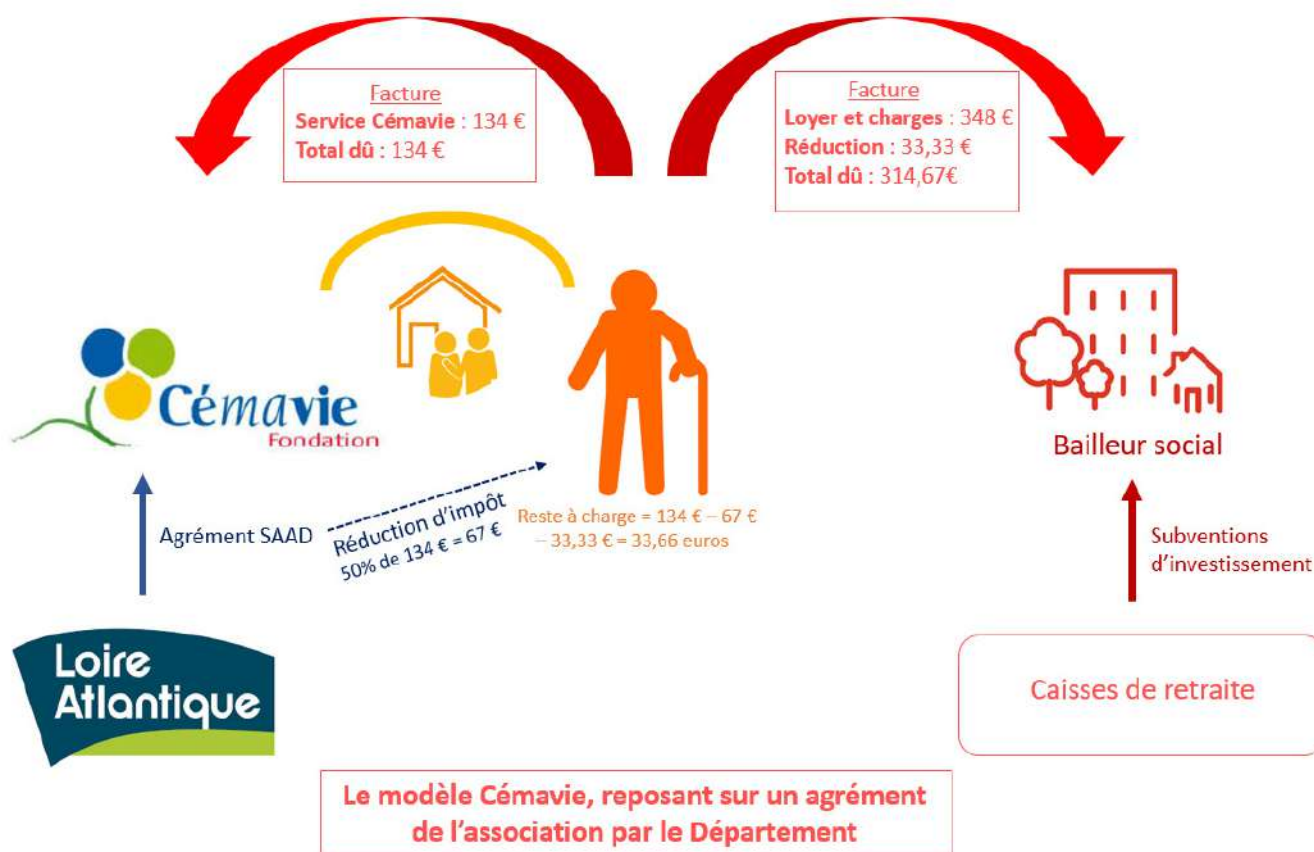 Facture
Service Cémavie : 134 €
Total dû : 134 €
Facture
Loyer et charges : 348 €
Réduction : 33,33 €
Total dû : 314,67€
Cémavie
Fondation
Bailleur social
Agrément SAAD
Réduction d’impôt
50% de 134 € = 67 €
Reste à charge = 134 € – 67 €
– 33,33 € = 33,66 euros
Subventions
d’investissement
Loire
Atlantique
Caisses de retraite
Le modèle Cémavie, reposant sur un agrément
de l’association par le Département